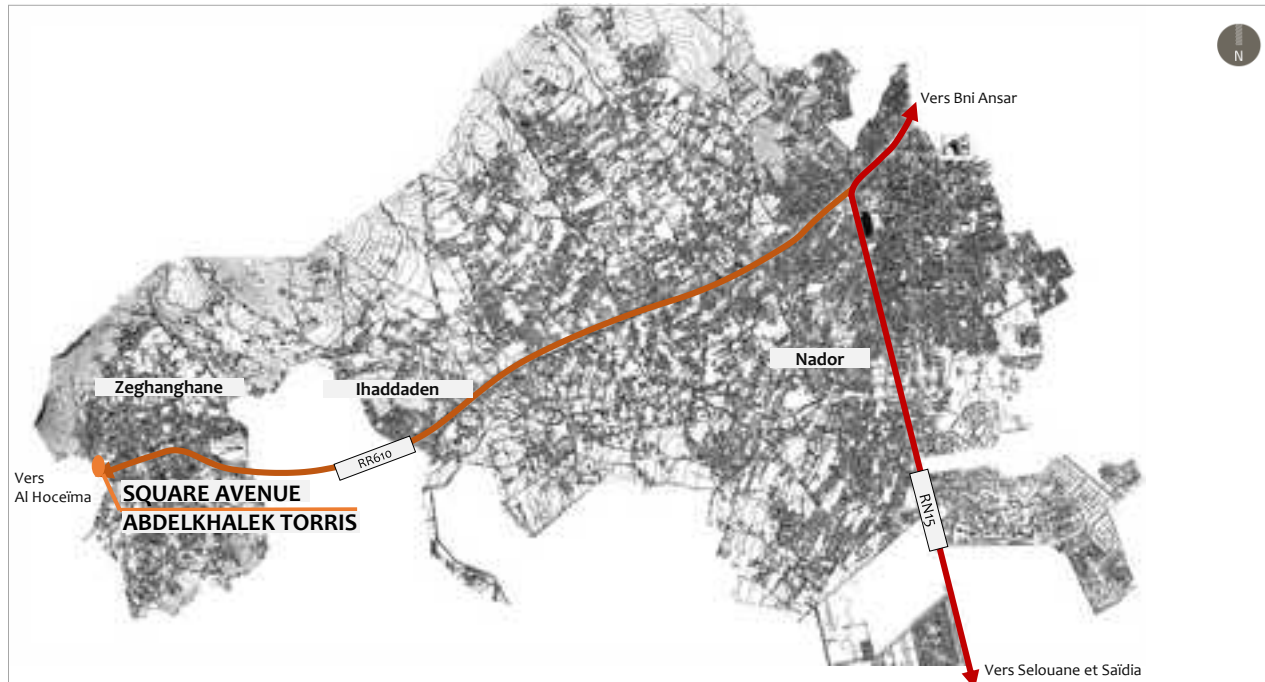 N
Vers Bni Ansar
Nador
Zeghanghane
Ihaddaden
RR610
Vers
Al Hoceïma
SQUARE AVENUE
ABDELKHALEK TORRIS
RN15
Vers Selouane et Saïdia